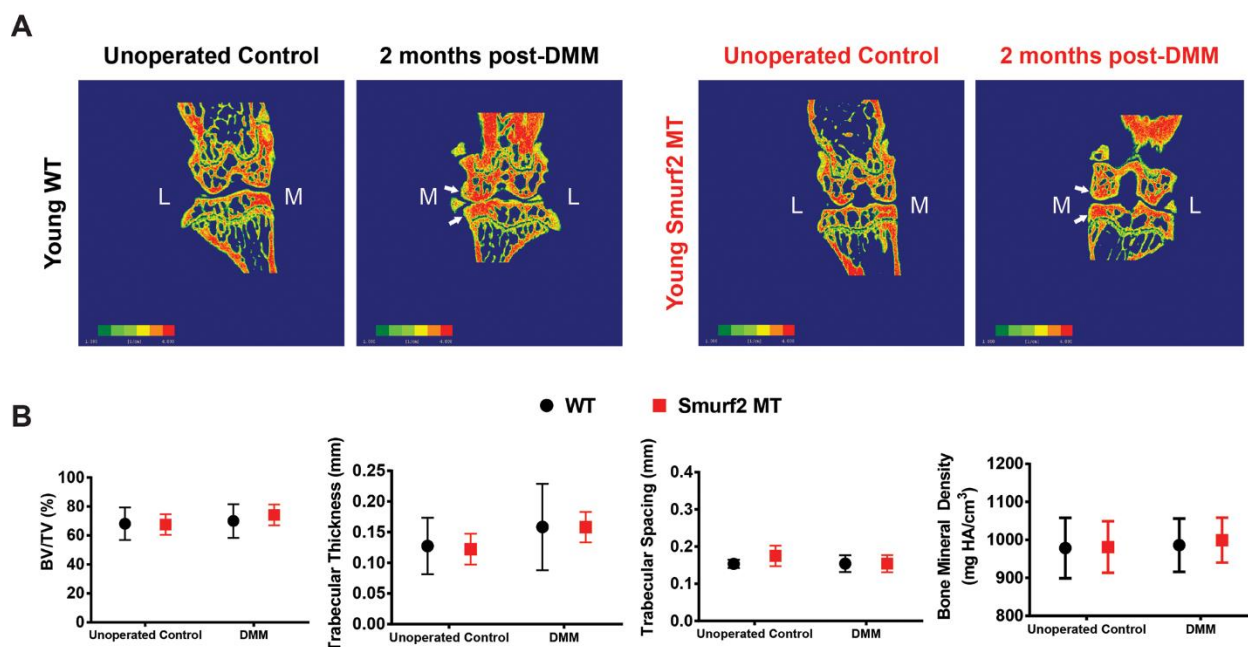 A
Unoperated Control
2 months post-DMM
Unoperated Control
2 months post-DMM
Young WT
L
M
M
L
Young Smurf2 MT
L
M
M
L
B
WT
Smurf2 MT
BV/TV (%)
100
80
60
40
20
0
Unoperated Control
DMM
Trabecular Thickness (mm)
0.25
0.20
0.15
0.10
0.05
0.00
Unoperated Control
DMM
Trabecular Spacing (mm)
0.4
0.3
0.2
0.1
0.0
Unoperated Control
DMM
Bone Mineral Density
(mg HA/cm³)
1200
1100
1000
900
800
Unoperated Control
DMM